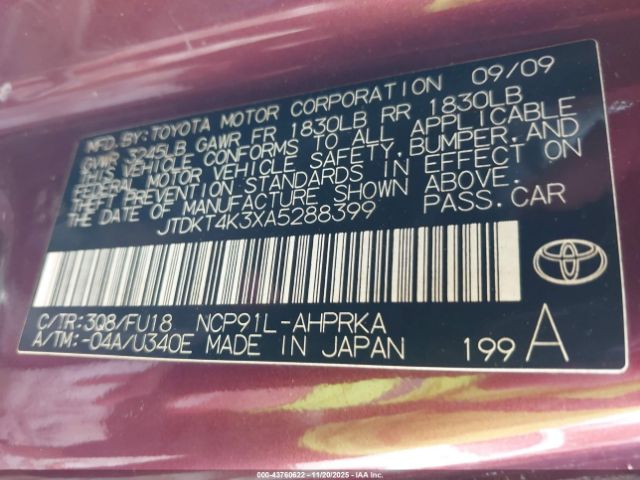 MFD.BY:TOYOTA MOTOR CORPORATION 09/09
GVWR 3245LB GAWR FR 1830LB RR 1830LB
THIS VEHICLE CONFORMS TO ALL APPLICABLE
FEDERAL MOTOR VEHICLE SAFETY,BUMPER,AND
THEFT PREVENTION STANDARDS IN EFFECT ON
THE DATE OF MANUFACTURE SHOWN ABOVE.
JTDKT4K3XA5288399 PASS.CAR
C/TR:3Q8/FU18 NCP91L-AHPRKA
A/TM:-04A/U340E MADE IN JAPAN 199A
000-43760622 - 11/20/2025 - IAA Inc.